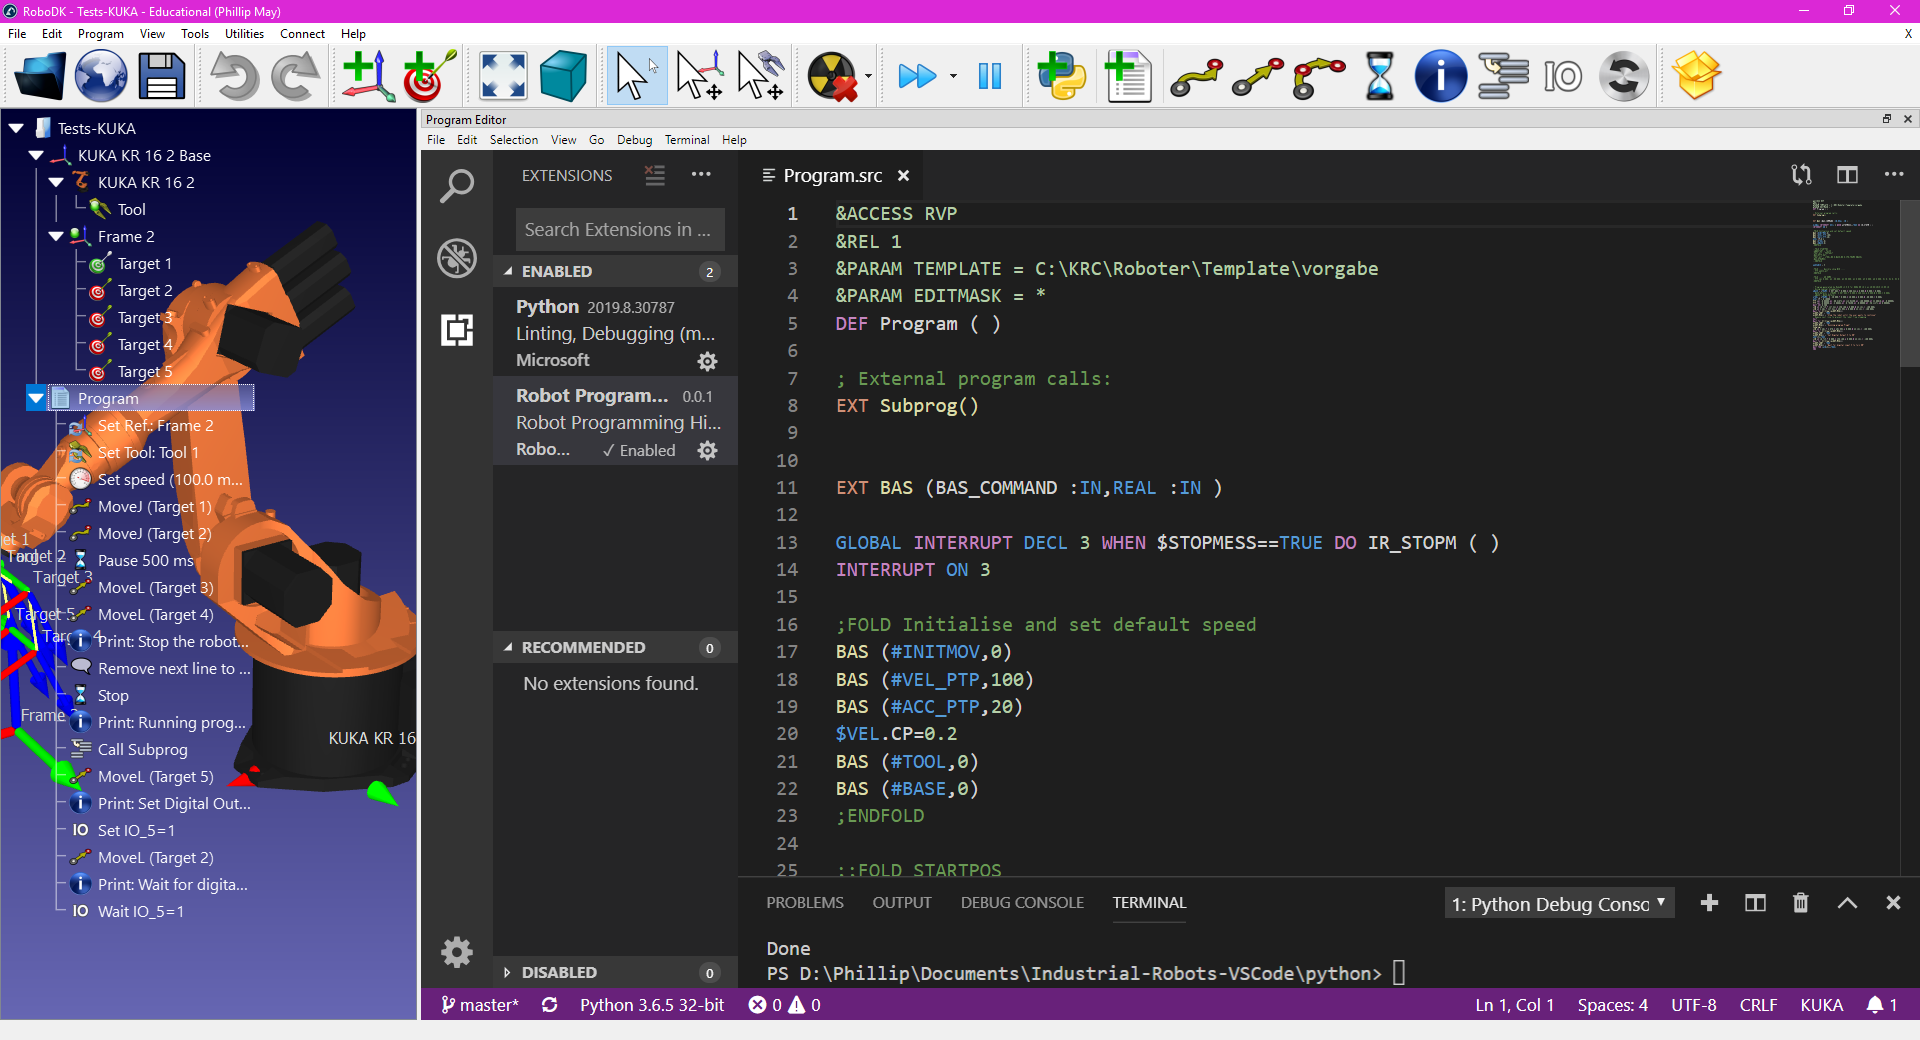 RoboDK - Tests-KUKA - Educational (Phillip May)
File Edit Program View Tools Utilities Connect Help X
IO
Tests-KUKA
KUKA KR 16 2 Base
KUKA KR 16 2
Tool
Frame 2
Target 1
Target 2
Target 3
Target 4
Target 5
Program
Set Ref.: Frame 2
Set Tool: Tool 1
Set speed (100.0 m...
MoveJ (Target 1)
MoveJ (Target 2)
Pause 500 ms
MoveL (Target 3)
MoveL (Target 4)
Print: Stop the robot...
Remove next line to ...
Stop
Print: Running prog...
Call Subprog
MoveL (Target 5)
Print: Set Digital Out...
IO Set IO_5=1
MoveL (Target 2)
Print: Wait for digita...
IO Wait IO_5=1
et 1
Target 2
Target 3
Target 5
Frame
KUKA KR 16
Program Editor
File Edit Selection View Go Debug Terminal Help
EXTENSIONS
Search Extensions in ...
ENABLED 2
Python 2019.8.30787
Linting, Debugging (m...
Microsoft
Robot Program... 0.0.1
Robot Programming Hi...
Robo... ✓ Enabled
RECOMMENDED 0
No extensions found.
DISABLED 0
Program.src
1 &ACCESS RVP
2 &REL 1
3 &PARAM TEMPLATE = C:\KRC\Roboter\Template\vorgabe
4 &PARAM EDITMASK = *
5 DEF Program ( )
6
7 ; External program calls:
8 EXT Subprog()
9
10
11 EXT BAS (BAS_COMMAND :IN,REAL :IN )
12
13 GLOBAL INTERRUPT DECL 3 WHEN $STOPMESS==TRUE DO IR_STOPM ( )
14 INTERRUPT ON 3
15
16 ;FOLD Initialise and set default speed
17 BAS (#INITMOV,0)
18 BAS (#VEL_PTP,100)
19 BAS (#ACC_PTP,20)
20 $VEL.CP=0.2
21 BAS (#TOOL,0)
22 BAS (#BASE,0)
23 ;ENDFOLD
24
25 ;;FOLD STARTPOS
PROBLEMS OUTPUT DEBUG CONSOLE TERMINAL 1: Python Debug Conso
Done
PS D:\Phillip\Documents\Industrial-Robots-VSCode\python>
master* Python 3.6.5 32-bit 0 0 Ln 1, Col 1 Spaces: 4 UTF-8 CRLF KUKA 1